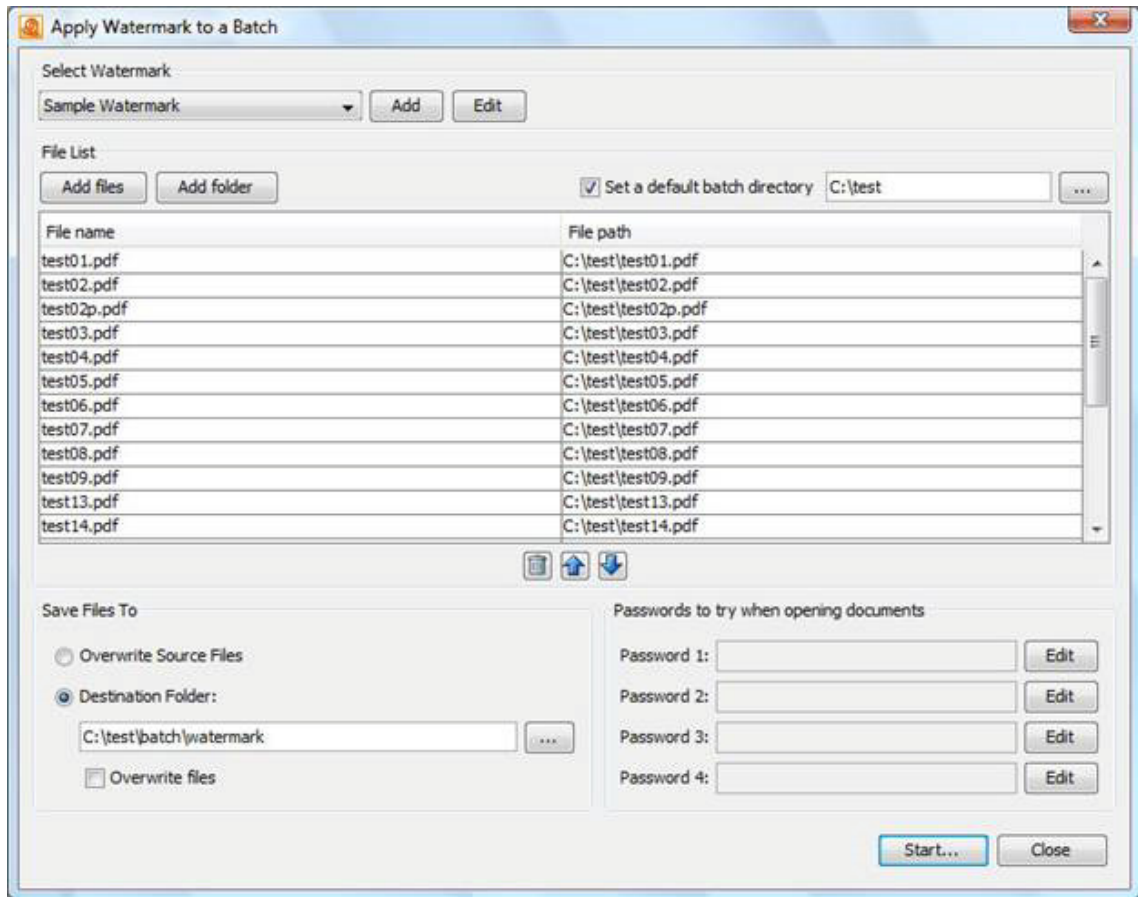 Apply Watermark to a Batch
Select Watermark
Sample Watermark Add Edit
File List
Add files Add folder Set a default batch directory C:\test ...
File name File path
test01.pdf C:\test\test01.pdf
test02.pdf C:\test\test02.pdf
test02p.pdf C:\test\test02p.pdf
test03.pdf C:\test\test03.pdf
test04.pdf C:\test\test04.pdf
test05.pdf C:\test\test05.pdf
test06.pdf C:\test\test06.pdf
test07.pdf C:\test\test07.pdf
test08.pdf C:\test\test08.pdf
test09.pdf C:\test\test09.pdf
test13.pdf C:\test\test13.pdf
test14.pdf C:\test\test14.pdf
Save Files To
Overwrite Source Files
Destination Folder:
C:\test\batch\watermark ...
Overwrite files
Passwords to try when opening documents
Password 1: Edit
Password 2: Edit
Password 3: Edit
Password 4: Edit
Start... Close